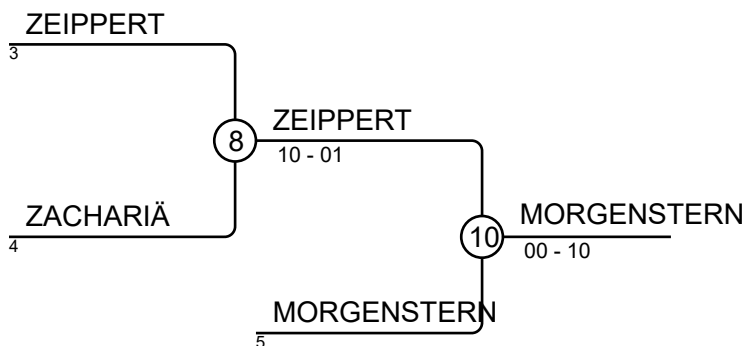 ZEIPPERT
3
8
ZEIPPERT
10 - 01
ZACHARIÄ
4
10
MORGENSTERN
00 - 10
MORGENSTERN
5